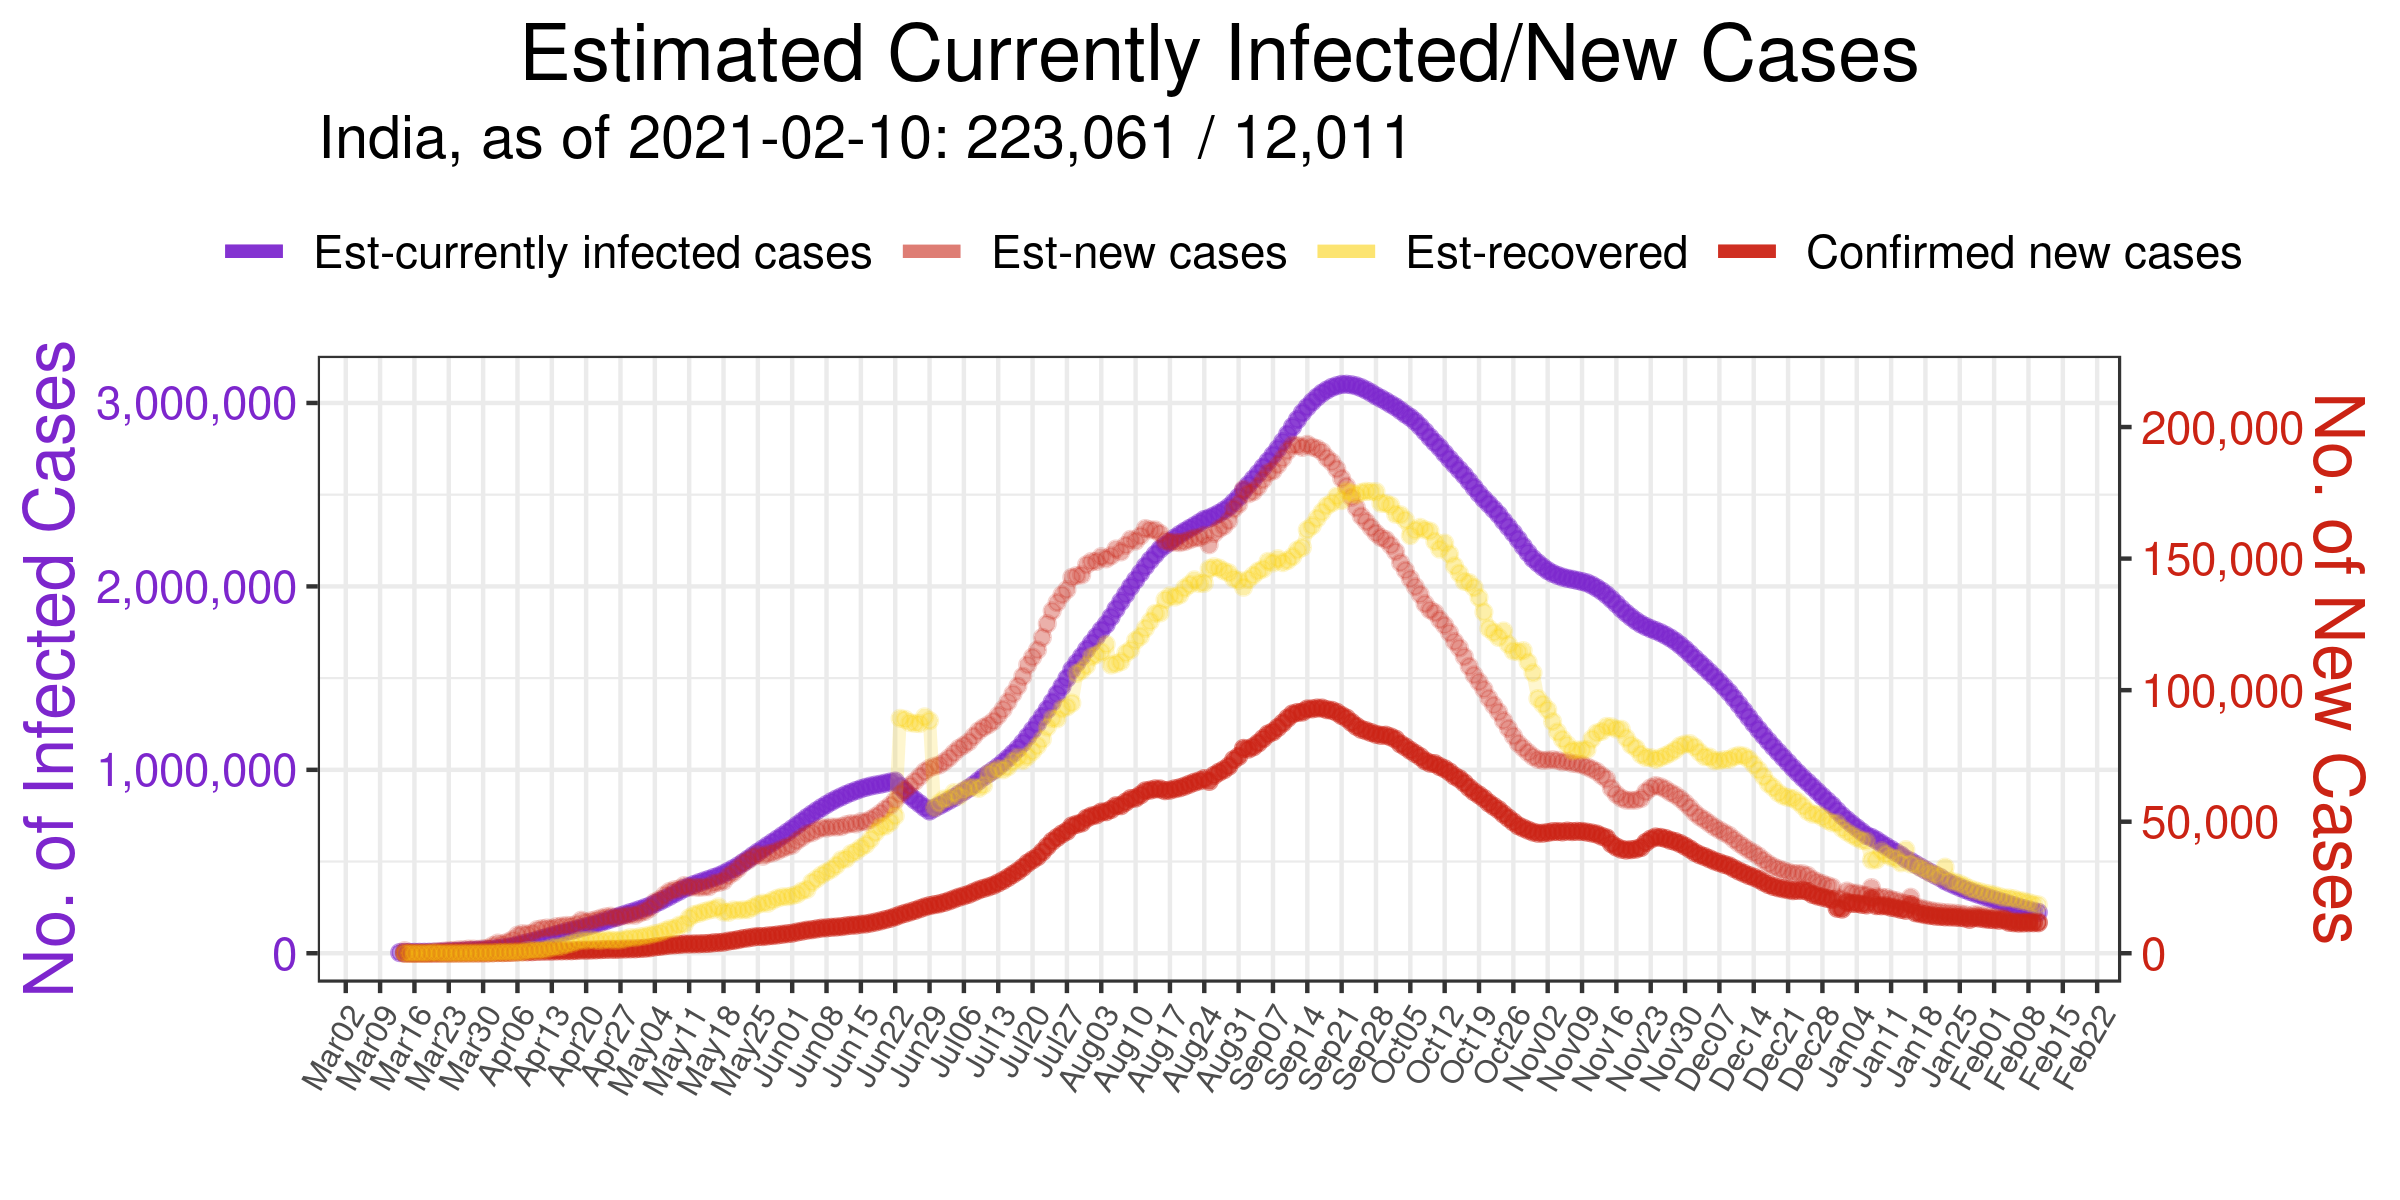 Estimated Currently Infected/New Cases
India, as of 2021-02-10: 223,061 / 12,011
Est-currently infected cases Est-new cases Est-recovered Confirmed new cases
No. of Infected Cases
3,000,000
2,000,000
1,000,000
0
200,000
150,000
100,000
50,000
0
No. of New Cases
Mar02
Mar09
Mar16
Mar23
Mar30
Apr06
Apr13
Apr20
Apr27
May04
May11
May18
May25
Jun01
Jun08
Jun15
Jun22
Jun29
Jul06
Jul13
Jul20
Jul27
Aug03
Aug10
Aug17
Aug24
Aug31
Sep07
Sep14
Sep21
Sep28
Oct05
Oct12
Oct19
Oct26
Nov02
Nov09
Nov16
Nov23
Nov30
Dec07
Dec14
Dec21
Dec28
Jan04
Jan11
Jan18
Jan25
Feb01
Feb08
Feb15
Feb22